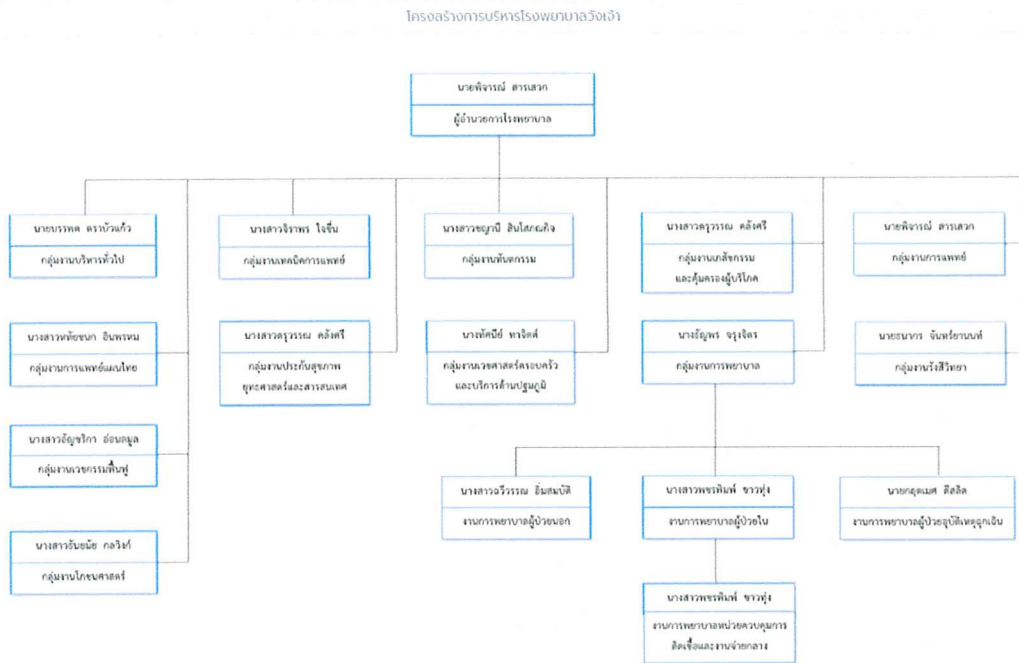 โครงสร้างการบริหารโรงพยาบาลวังเจ้า
นายพิจารณ์ สารเสวก
ผู้อำนวยการโรงพยาบาล
นายบรรพต ตราบัวแก้ว
กลุ่มงานบริหารทั่วไป
นางสาวจิราพร ใจชื่น
กลุ่มงานเทคนิคการแพทย์
นางสาวชญานี สินโสภณกิจ
กลุ่มงานทันตกรรม
นางสาวดรุวรรณ คลังศรี
กลุ่มงานเภสัชกรรม
และคุ้มครองผู้บริโภค
นายพิจารณ์ สารเสวก
กลุ่มงานการแพทย์
นางสาวหทัยชนก อินพรหม
กลุ่มงานการแพทย์แผนไทย
นางสาวดรุวรรณ คลังศรี
กลุ่มงานประกันสุขภาพ
ยุทธศาสตร์และสารสนเทศ
นางทัศนีย์ ทาจิตต์
กลุ่มงานเวชศาสตร์ครอบครัว
และบริการด้านปฐมภูมิ
นางธัญพร จรุงจิตร
กลุ่มงานการพยาบาล
นายธนากร จันทร์ยานนท์
กลุ่มงานรังสีวิทยา
นางสาวอัญชริกา อ่อนละมูล
กลุ่มงานเวชกรรมฟื้นฟู
นางสาวฉวีวรรณ อิ่มสมบัติ
งานการพยาบาลผู้ป่วยนอก
นางสาวพชรพิมพ์ ขาวทุ่ง
งานการพยาบาลผู้ป่วยใน
นายกฤตเมศ ดีสลิด
งานการพยาบาลผู้ป่วยอุบัติเหตุฉุกเฉิน
นางสาวธันยนัย กลวิงก์
กลุ่มงานโภชนศาสตร์
นางสาวพชรพิมพ์ ขาวทุ่ง
งานการพยาบาลหน่วยควบคุมการ
ติดเชื้อและงานจ่ายกลาง